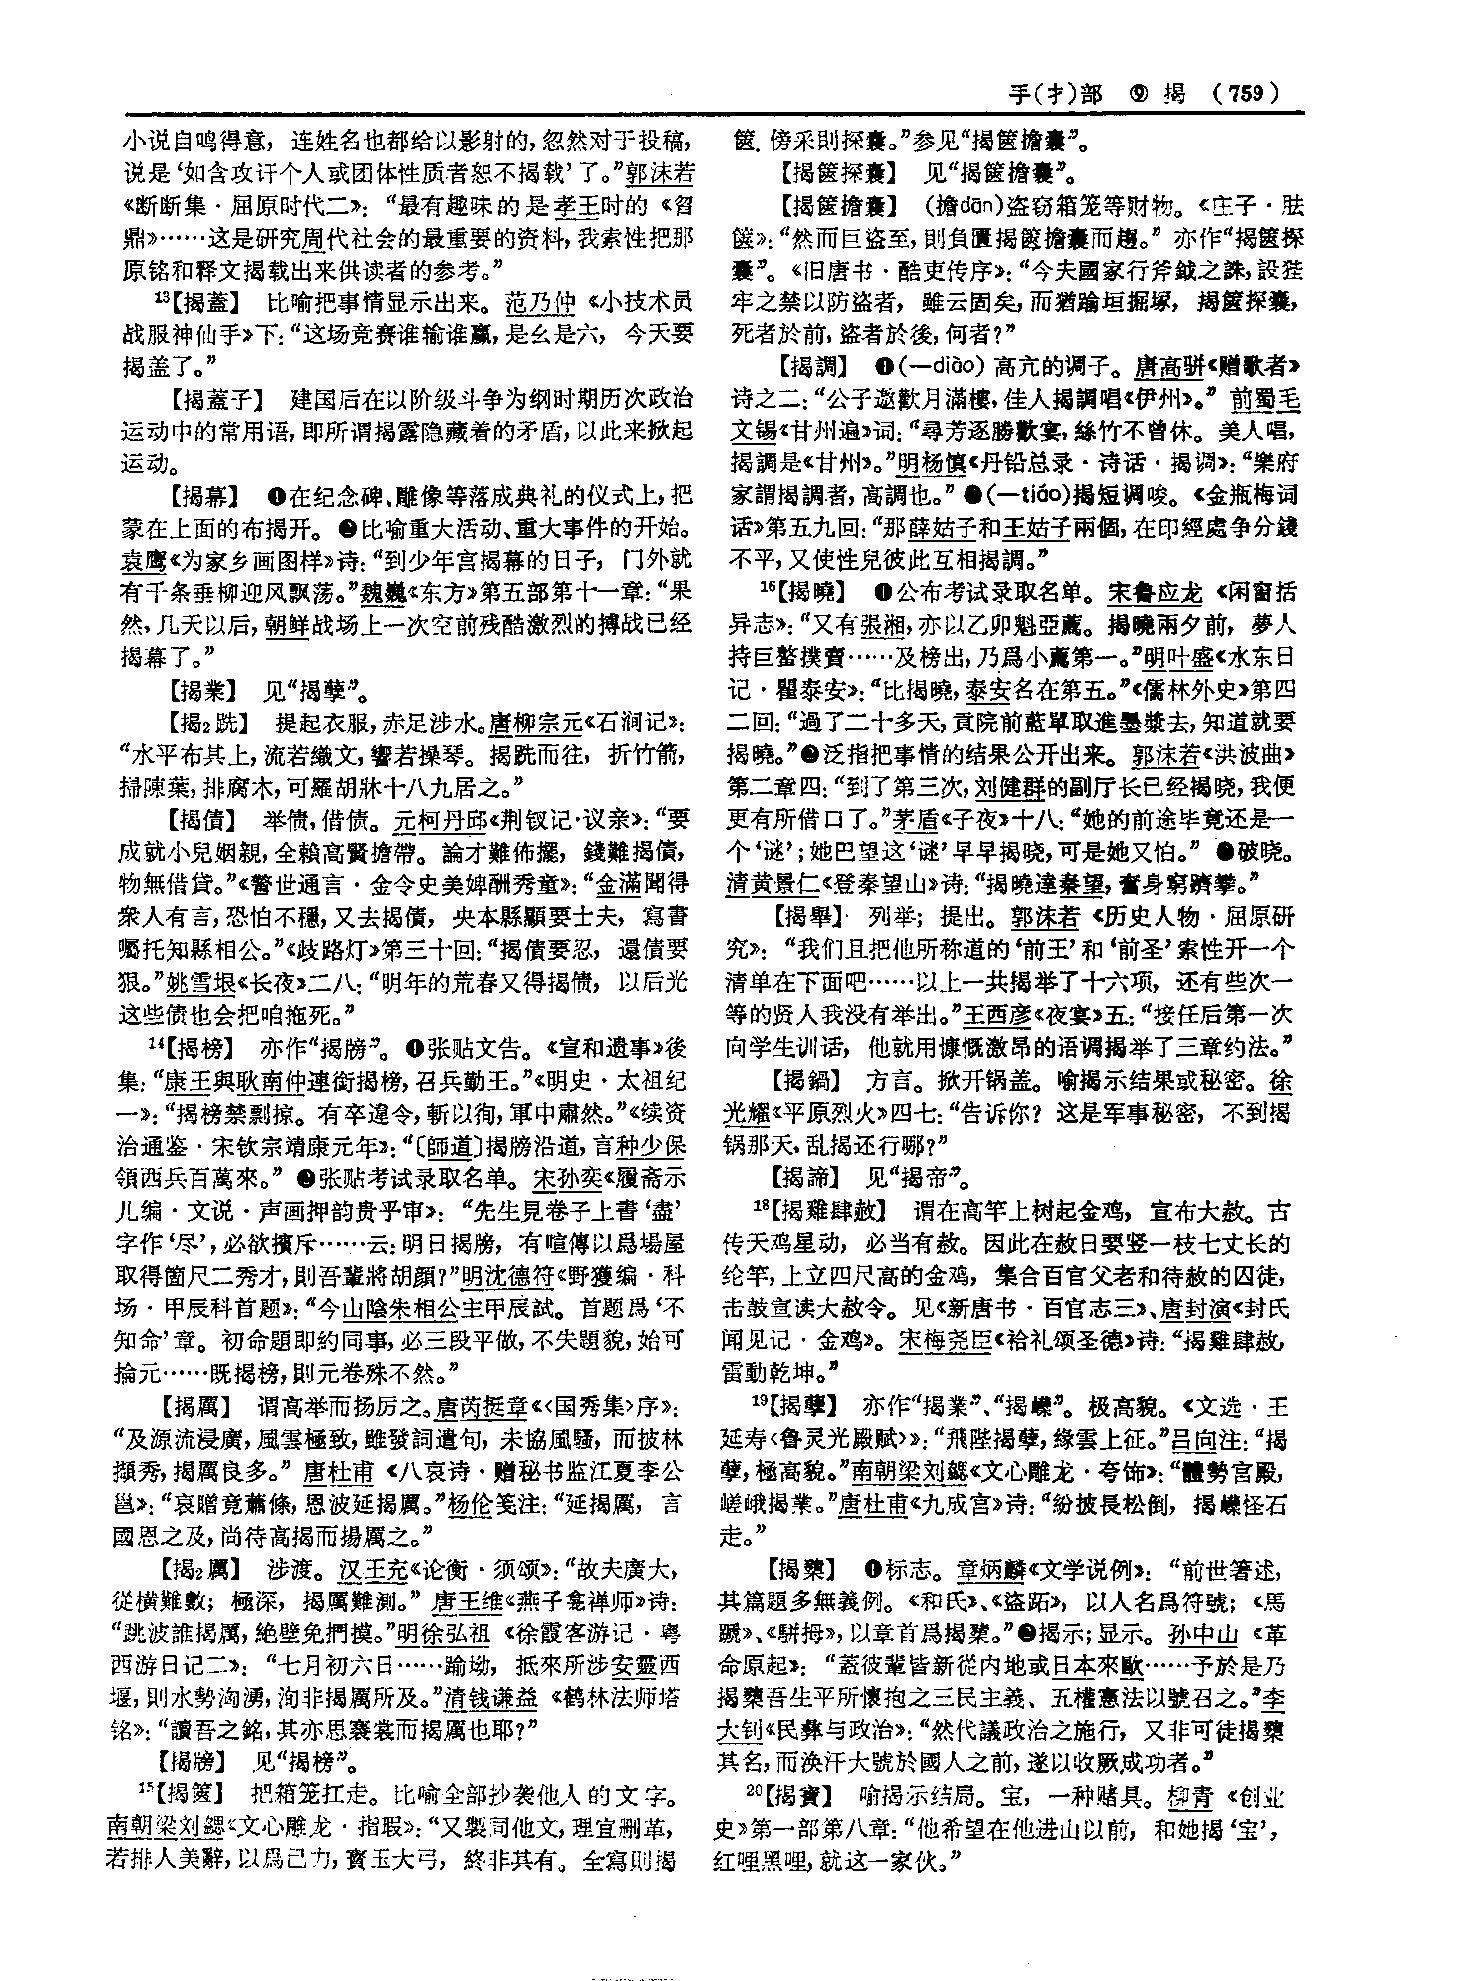 手(扌)部 ⑨ 揭 (759)
小说自鸣得意，连姓名也都给以影射的，忽然对于投稿，
说是‘如含攻讦个人或团体性质者恕不揭载’了。”郭沫若
《断断集·屈原时代二》：“最有趣味的是孝王时的《曶
鼎》……这是研究周代社会的最重要的资料，我索性把那
原铭和释文揭载出来供读者的参考。”
13【揭蓋】 比喻把事情显示出来。范乃仲《小技术员
战服神仙手》下：“这场竞赛谁输谁赢，是幺是六，今天要
揭盖了。”
【揭蓋子】 建国后在以阶级斗争为纲时期历次政治
运动中的常用语，即所谓揭露隐藏着的矛盾，以此来掀起
运动。
【揭幕】 ❶在纪念碑、雕像等落成典礼的仪式上，把
蒙在上面的布揭开。❷比喻重大活动、重大事件的开始。
袁鹰《为家乡画图样》诗：“到少年宫揭幕的日子，门外就
有千条垂柳迎风飘荡。”魏巍《东方》第五部第十一章：“果
然，几天以后，朝鲜战场上一次空前残酷激烈的搏战已经
揭幕了。”
【揭業】 见“揭孽”。
【揭2跣】 提起衣服，赤足涉水。唐柳宗元《石涧记》：
“水平布其上，流若織文，響若操琴。揭跣而往，折竹箭，
掃陳葉，排腐木，可羅胡牀十八九居之。”
【揭債】 举债，借债。元柯丹邱《荆钗记·议亲》：“要
成就小兒姻親，全賴高賢擔帶。論才難佈擺，錢難揭債，
物無借貸。”《警世通言·金令史美婢酬秀童》：“金滿聞得
衆人有言，恐怕不穩，又去揭債，央本縣顯要士夫，寫書
囑托知縣相公。”《歧路灯》第三十回：“揭債要忍，還債要
狠。”姚雪垠《长夜》二八：“明年的荒春又得揭债，以后光
这些债也会把咱拖死。”
14【揭榜】 亦作“揭牓”。❶张贴文告。《宣和遗事》後
集：“康王與耿南仲連銜揭榜，召兵勤王。”《明史·太祖纪
一》：“揭榜禁剽掠。有卒違令，斬以徇，軍中肅然。”《续资
治通鉴·宋钦宗靖康元年》：“〔師道〕揭牓沿道，言种少保
領西兵百萬來。”❷张贴考试录取名单。宋孙奕《履斋示
儿编·文说·声画押韵贵乎审》：“先生見卷子上書‘盡’
字作‘尽’，必欲擯斥……云：明日揭牓，有喧傳以爲場屋
取得箇尺二秀才，則吾輩將胡顏？”明沈德符《野獲编·科
场·甲辰科首题》：“今山陰朱相公主甲辰試。首题爲‘不
知命’章。初命題即約同事，必三段平做，不失題貌，始可
掄元……既揭榜，則元卷殊不然。”
【揭厲】 谓高举而扬厉之。唐芮挺章《〈国秀集〉序》：
“及源流浸廣，風雲極致，雖發詞遣句，未協風騷，而披林
擷秀，揭厲良多。”唐杜甫《八哀诗·赠秘书监江夏李公
邕》：“哀贈竟蕭條，恩波延揭厲。”杨伦笺注：“延揭厲，言
國恩之及，尚待高揭而揚厲之。”
【揭2厲】 涉渡。汉王充《论衡·须颂》：“故夫廣大，
從横難數；極深，揭厲難測。”唐王维《燕子龛禅师》诗：
“跳波誰揭厲，絶壁免捫摸。”明徐弘祖《徐霞客游记·粤
西游日记二》：“七月初六日……踰坳，抵來所涉安靈西
堰，則水勢洶湧，洵非揭厲所及。”清钱谦益《鹤林法师塔
铭》：“讀吾之銘，其亦思褰裳而揭厲也耶？”
【揭牓】 见“揭榜”。
15【揭篋】 把箱笼扛走。比喻全部抄袭他人的文字。
南朝梁刘勰《文心雕龙·指瑕》：“又製同他文，理宜删革，
若排人美辭，以爲己力，寳玉大弓，終非其有。全寫則揭
篋，傍采則探囊。”参见“揭篋擔囊”。
【揭篋探囊】 见“揭篋擔囊”。
【揭篋擔囊】 (擔dān)盗窃箱笼等财物。《庄子·胠
箧》：“然而巨盗至，則負匱揭篋擔囊而趨。”亦作“揭篋探
囊”。《旧唐书·酷吏传序》：“今夫國家行斧鉞之誅，設狴
牢之禁以防盜者，雖云固矣，而猶踰垣掘塚，揭篋探囊，
死者於前，盜者於後，何者？”
【揭調】 ❶(—diào)高亢的调子。唐高骈《赠歌者》
诗之二：“公子邀歡月滿樓，佳人揭調唱《伊州》。”前蜀毛
文锡《甘州遍》词：“尋芳逐勝歡宴，絲竹不曾休。美人唱，
揭調是《甘州》。”明杨慎《丹铅总录·诗话·揭调》：“樂府
家謂揭調者，高調也。”❷(—tiáo)揭短调唆。《金瓶梅词
话》第五九回：“那薛姑子和王姑子兩個，在印經處争分錢
不平，又使性兒彼此互相揭調。”
16【揭曉】 ❶公布考试录取名单。宋鲁应龙《闲窗括
异志》：“又有張湘，亦以乙卯魁亞薦。揭曉兩夕前，夢人
持巨螯撲賣……及榜出，乃爲小薦第一。”明叶盛《水东日
记·瞿泰安》：“比揭曉，泰安名在第五。”《儒林外史》第四
二回：“過了二十多天，貢院前藍單取進墨漿去，知道就要
揭曉。”❷泛指把事情的结果公开出来。郭沫若《洪波曲》
第二章四：“到了第三次，刘健群的副厅长已经揭晓，我便
更有所借口了。”茅盾《子夜》十八：“她的前途毕竟还是一
个‘谜’；她巴望这‘谜’早早揭晓，可是她又怕。”❸破晓。
清黄景仁《登秦望山》诗：“揭曉達秦望，奮身窮躋攀。”
【揭舉】 列举；提出。郭沫若《历史人物·屈原研
究》：“我们且把他所称道的‘前王’和‘前圣’索性开一个
清单在下面吧……以上一共揭举了十六项，还有些次一
等的贤人我没有举出。”王西彦《夜宴》五：“接任后第一次
向学生训话，他就用慷慨激昂的语调揭举了三章约法。”
【揭鍋】 方言。掀开锅盖。喻揭示结果或秘密。徐
光耀《平原烈火》四七：“告诉你？这是军事秘密，不到揭
锅那天，乱揭还行哪？”
【揭諦】 见“揭帝”。
18【揭雞肆赦】 谓在高竿上树起金鸡，宣布大赦。古
传天鸡星动，必当有赦。因此在赦日要竖一枝七丈长的
纶竿，上立四尺高的金鸡，集合百官父老和待赦的囚徒，
击鼓宣读大赦令。见《新唐书·百官志三》、唐封演《封氏
闻见记·金鸡》。宋梅尧臣《袷礼颂圣德》诗：“揭雞肆赦，
雷動乾坤。”
19【揭孽】 亦作“揭業”、“揭㠔”。极高貌。《文选·王
延寿〈鲁灵光殿赋〉》：“飛陛揭孽，緣雲上征。”吕向注：“揭
孽，極高貌。”南朝梁刘勰《文心雕龙·夸饰》：“體勢宫殿，
嵯峨揭業。”唐杜甫《九成宫》诗：“紛披長松倒，揭㠔怪石
走。”
【揭櫫】 ❶标志。章炳麟《文学说例》：“前世箸述，
其篇題多無義例。《和氏》、《盜跖》，以人名爲符號；《馬
蹏》、《駢拇》，以章首爲揭櫫。”❷揭示；显示。孙中山《革
命原起》：“蓋彼輩皆新從内地或日本來歐……予於是乃
揭櫫吾生平所懷抱之三民主義、五權憲法以號召之。”李
大钊《民彝与政治》：“然代議政治之施行，又非可徒揭櫫
其名，而涣汗大號於國人之前，遂以收厥成功者。”
20【揭寳】 喻揭示结局。宝，一种赌具。柳青《创业
史》第一部第八章：“他希望在他进山以前，和她揭‘宝’，
红哩黑哩，就这一家伙。”